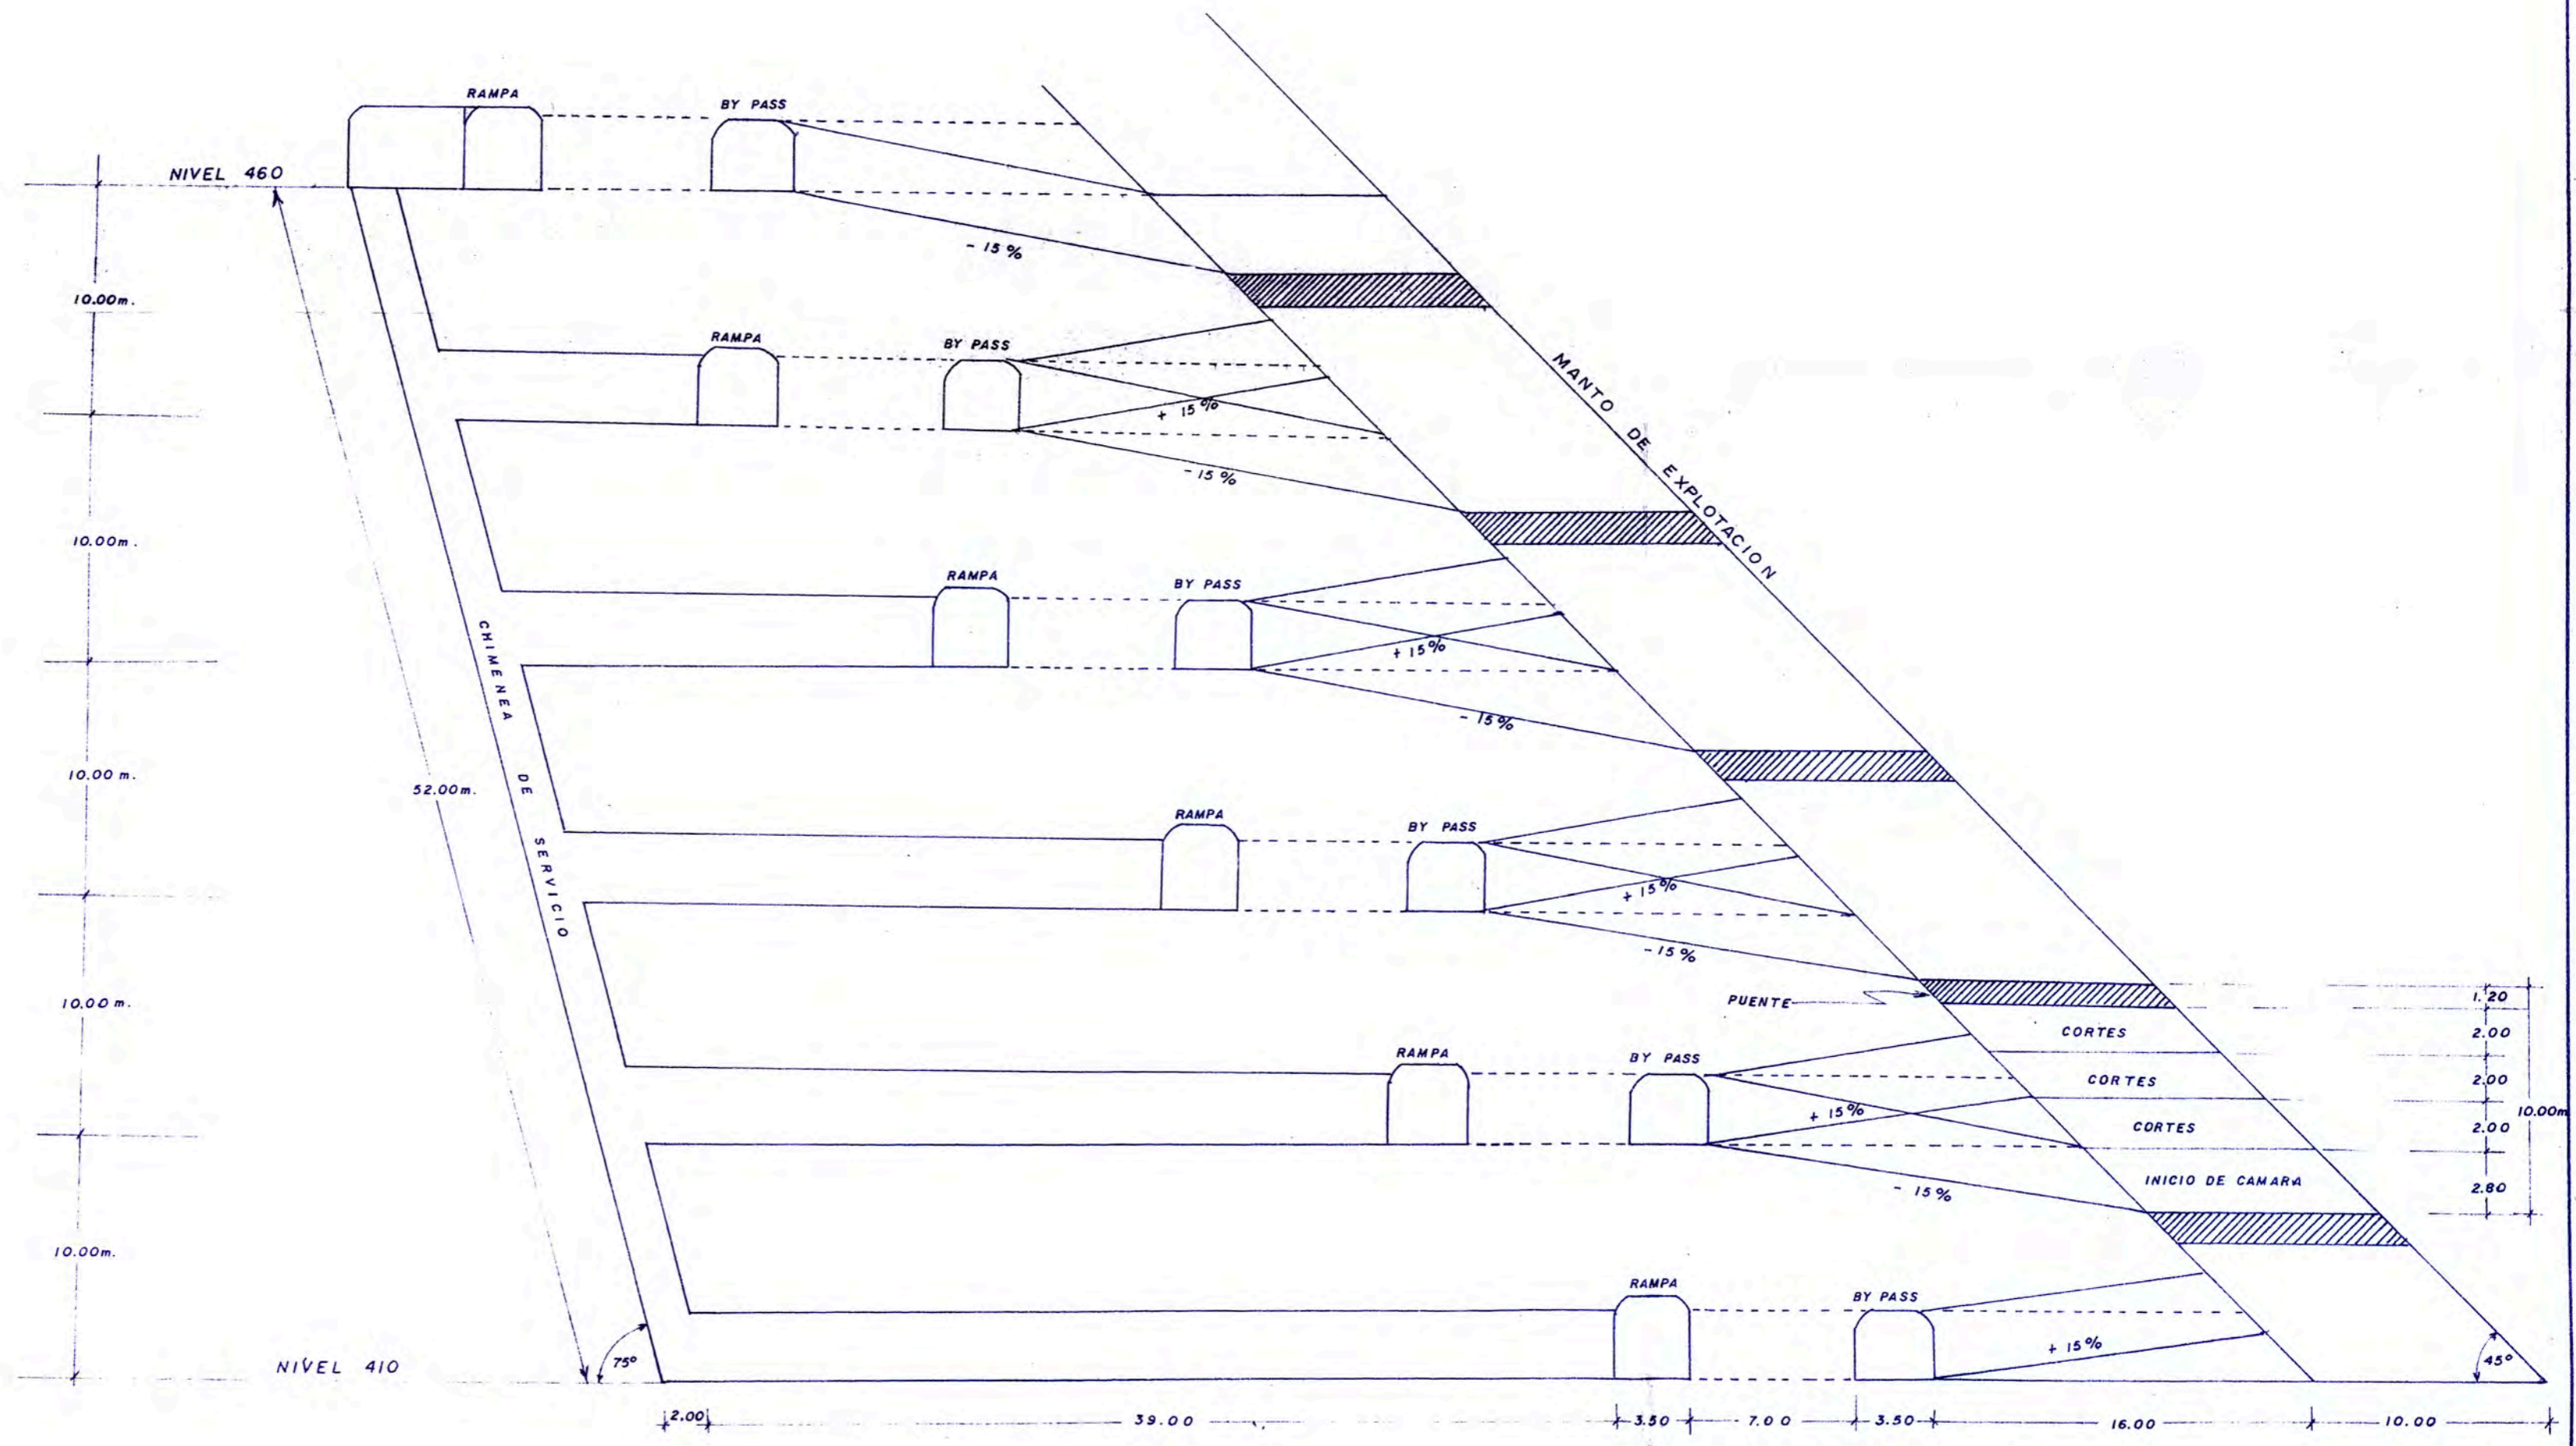 RAMPA
BY PASS
NIVEL 460
- 15 %
10.00m.
RAMPA
BY PASS
+ 15 %
- 15 %
MANTO DE EXPLOTACION
10.00m.
RAMPA
BY PASS
+ 15 %
- 15 %
CHIMENEA DE SERVICIO
10.00 m.
52.00m.
RAMPA
BY PASS
+ 15 %
- 15 %
10.00 m.
PUENTE
1.20
CORTES
2.00
RAMPA
BY PASS
CORTES
2.00
+ 15 %
10.00m
CORTES
2.00
INICIO DE CAMARA
2.80
- 15 %
10.00m.
RAMPA
BY PASS
+ 15 %
NIVEL 410
75°
45°
2.00
39.00
3.50
7.00
3.50
16.00
10.00